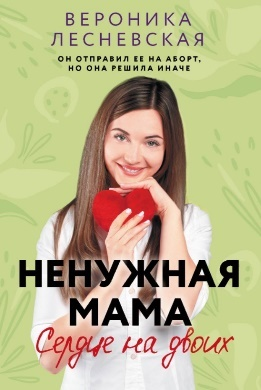 ВЕРОНИКА
ЛЕСНЕВСКАЯ
ОН ОТПРАВИЛ ЕЕ НА АБОРТ,
НО ОНА РЕШИЛА ИНАЧЕ
НЕНУЖНАЯ
МАМА
Сердце на двоих